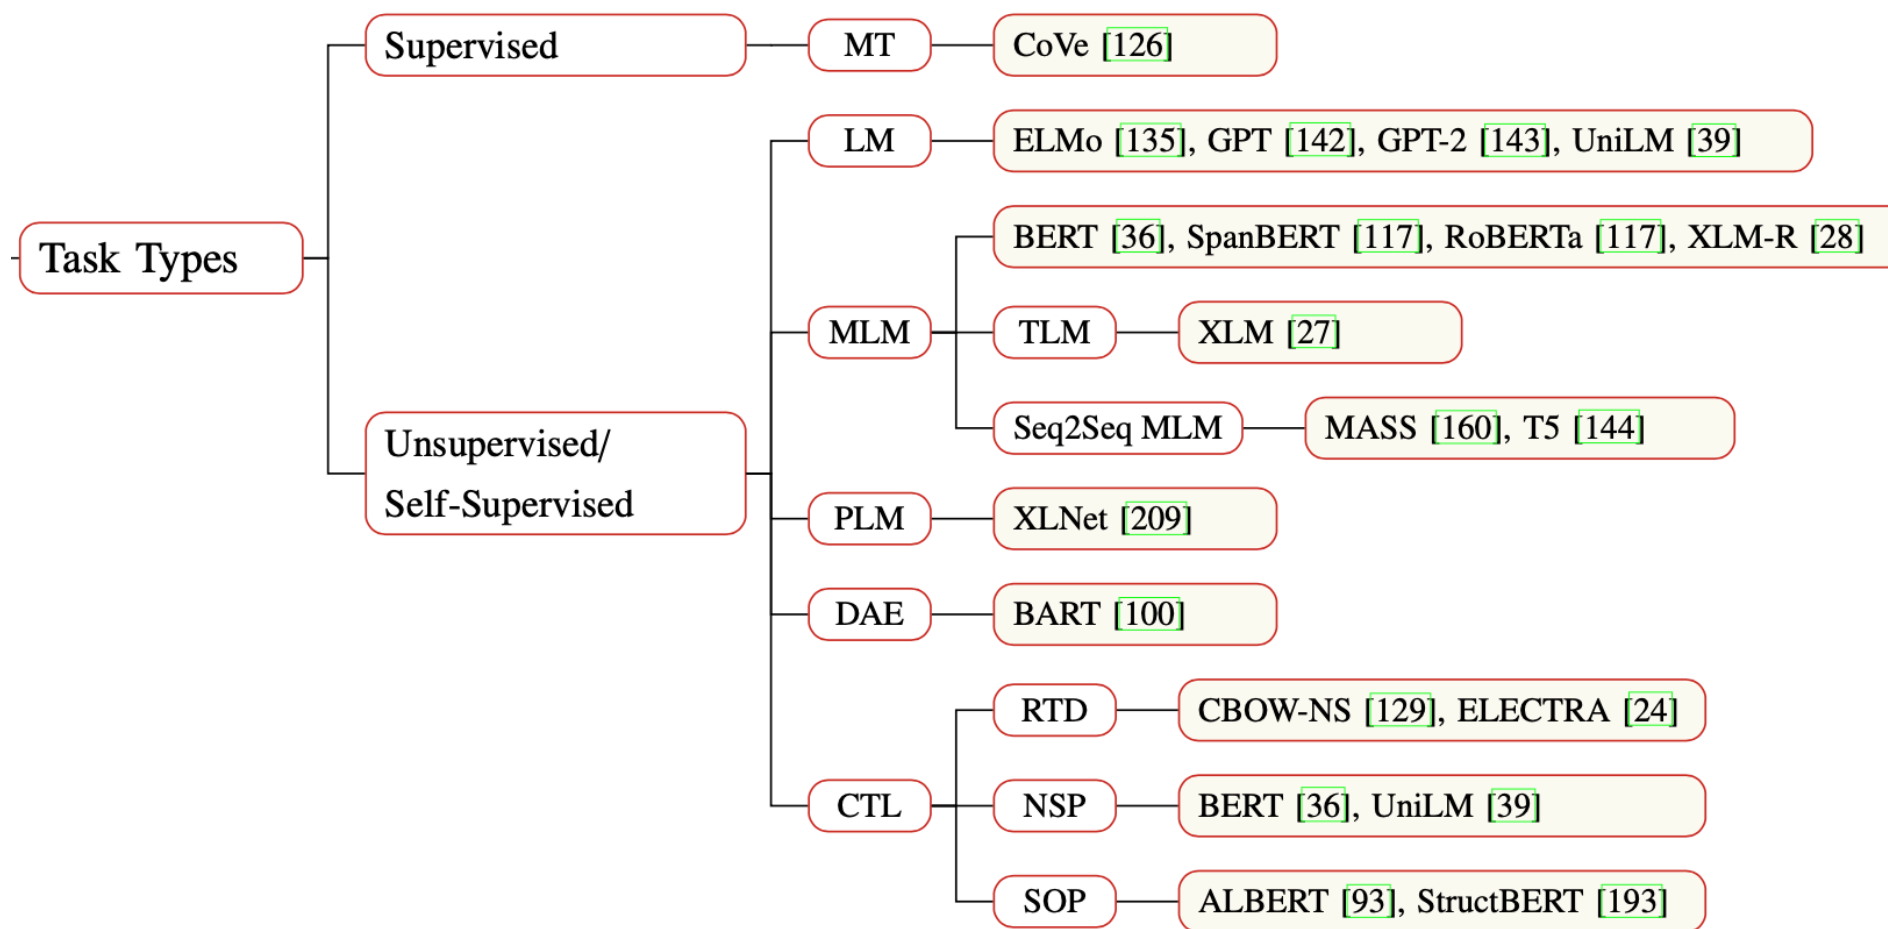 Supervised
MT
CoVe [126]
LM
ELMo [135], GPT [142], GPT-2 [143], UniLM [39]
BERT [36], SpanBERT [117], RoBERTa [117], XLM-R [28]
Task Types
MLM
TLM
XLM [27]
Seq2Seq MLM
MASS [160], T5 [144]
Unsupervised/
Self-Supervised
PLM
XLNet [209]
DAE
BART [100]
RTD
CBOW-NS [129], ELECTRA [24]
CTL
NSP
BERT [36], UniLM [39]
SOP
ALBERT [93], StructBERT [193]